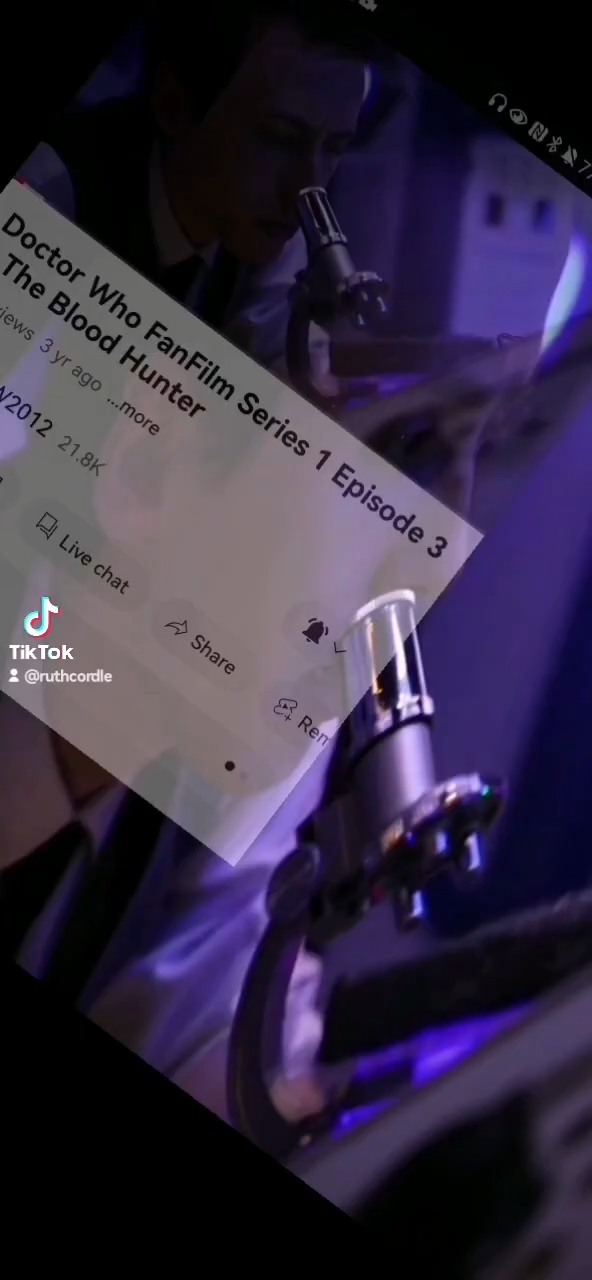 Doctor Who FanFilm Series 1 Episode 3
The Blood Hunter
3 yr ago ...more
21.8K
Live chat
Share
TikTok
@ruthcordle